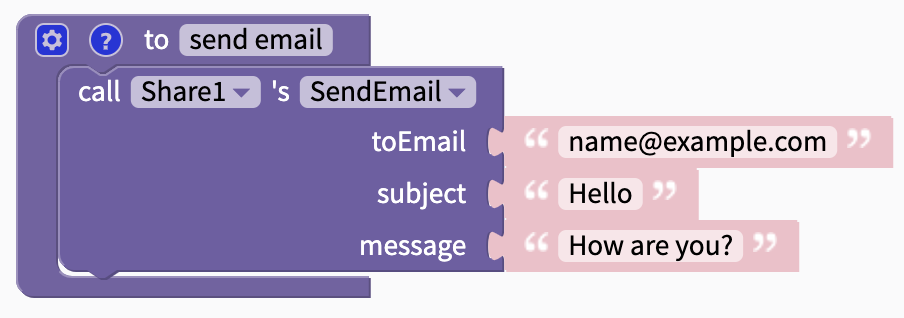 ? to send email
call Share1 's SendEmail
toEmail “ name@example.com ”
subject “ Hello ”
message “ How are you? ”